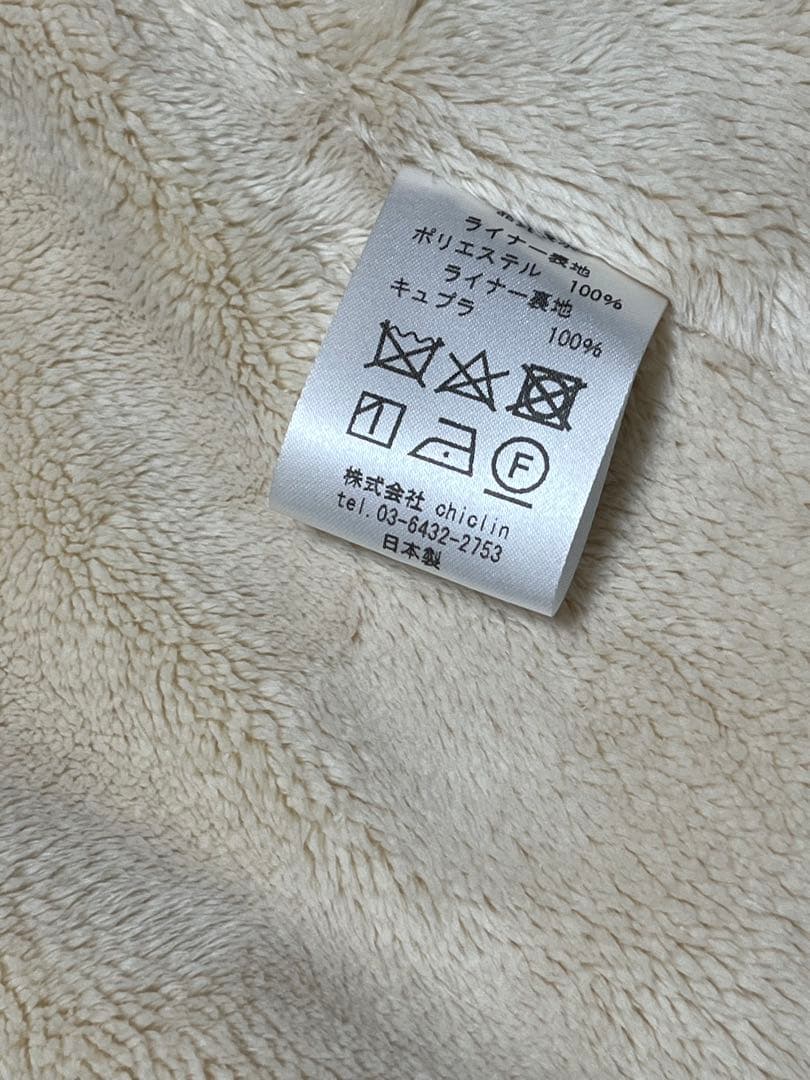 ライナー表地
ポリエステル 100%
ライナー裏地
キュプラ 100%
F
株式会社 chiclin
tel.03-6432-2753
日本製